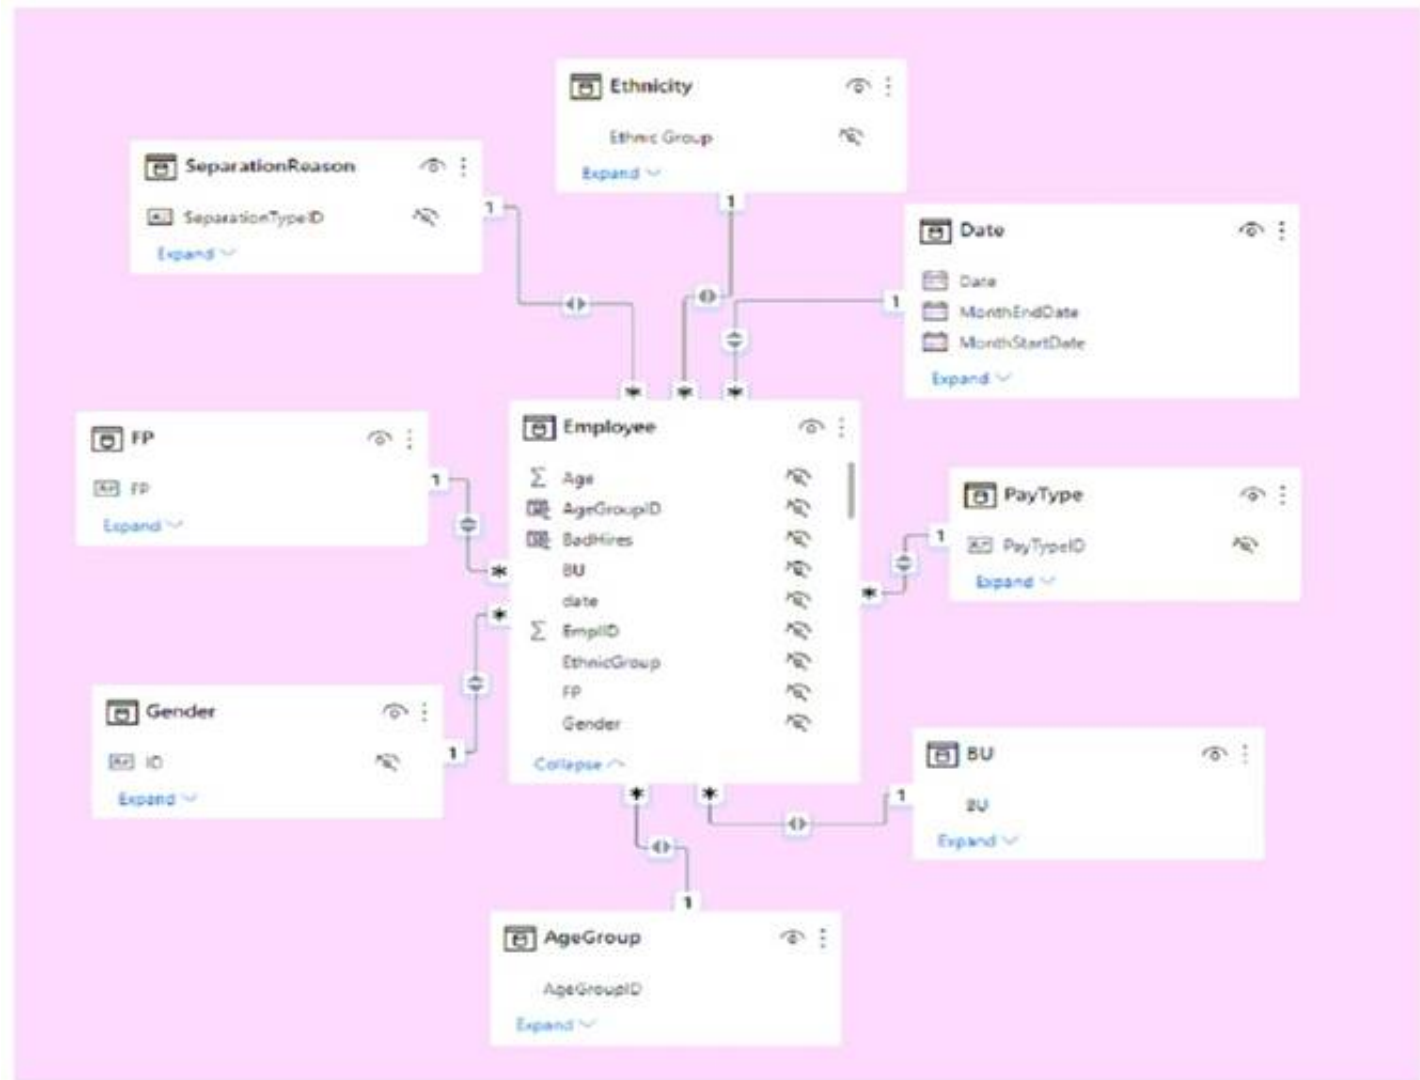 Ethnicity
Ethnic Group
Expand
SeparationReason
SeparationTypeID
Expand
1
1
Date
Date
MonthEndDate
MonthStartDate
Expand
1
*
*
*
FP
FP
Expand
1
*
Employee
Age
AgeGroupID
BadHires
BU
date
EmplID
EthnicGroup
FP
Gender
Collapse
PayType
PayTypeID
Expand
1
*
Gender
ID
Expand
1
*
BU
BU
Expand
1
*
*
1
AgeGroup
AgeGroupID
Expand